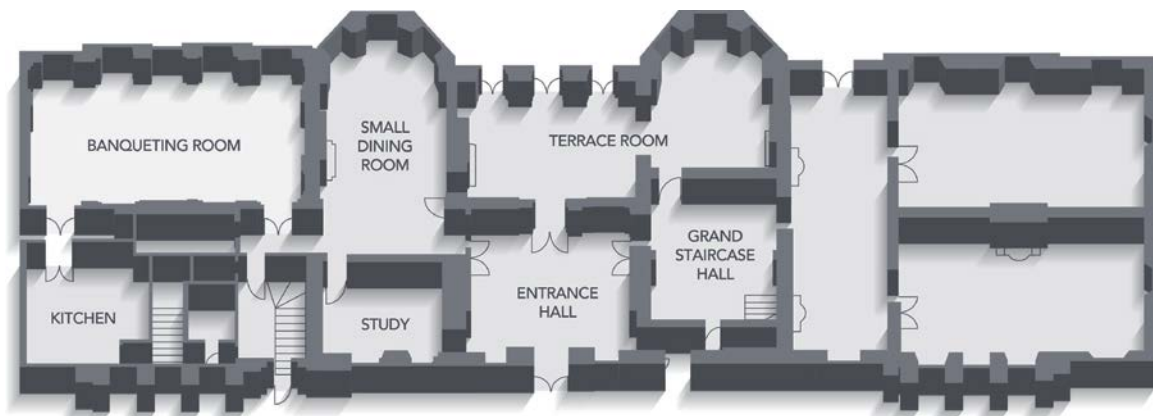 BANQUETING ROOM
SMALL
DINING
ROOM
TERRACE ROOM
KITCHEN
STUDY
ENTRANCE
HALL
GRAND
STAIRCASE
HALL